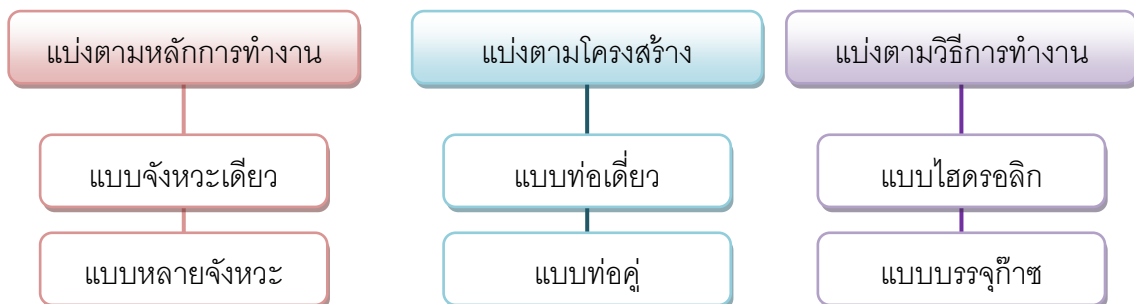 แบ่งตามหลักการทำงาน
แบบจังหวะเดียว
แบบหลายจังหวะ
แบ่งตามโครงสร้าง
แบบท่อเดี่ยว
แบบท่อคู่
แบ่งตามวิธีการทำงาน
แบบไฮดรอลิก
แบบบรรจุก๊าซ